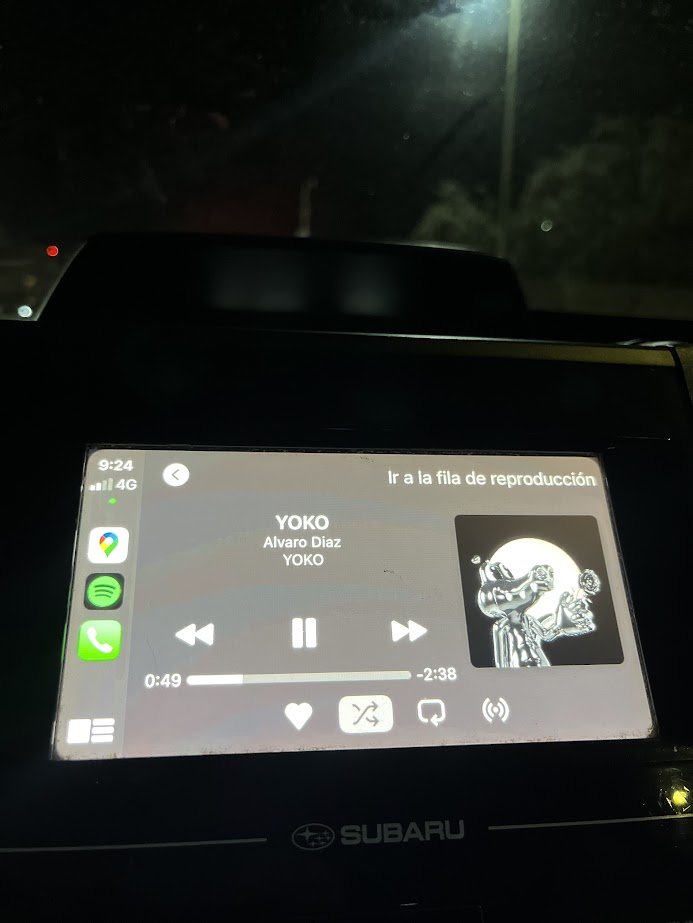 9:24
4G
Ir a la fila de reproducción
YOKO
Alvaro Diaz
YOKO
0:49
-2:38
SUBARU